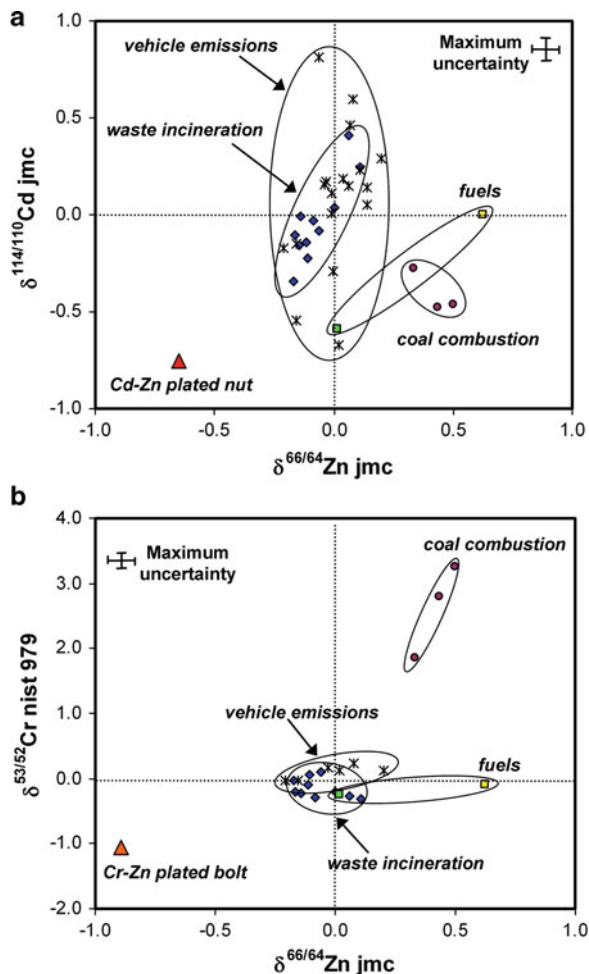 a
vehicle emissions
Maximum
uncertainty
waste incineration
fuels
coal combustion
Cd-Zn plated nut
1.0
0.5
0.0
-0.5
-1.0
δ114/110Cd jmc
-1.0 -0.5 0.0 0.5 1.0
δ66/64Zn jmc
b
Maximum
uncertainty
coal combustion
vehicle emissions
fuels
waste incineration
Cr-Zn plated bolt
4.0
3.0
2.0
1.0
0.0
-1.0
-2.0
δ53/52Cr nist 979
-1.0 -0.5 0.0 0.5 1.0
δ66/64Zn jmc